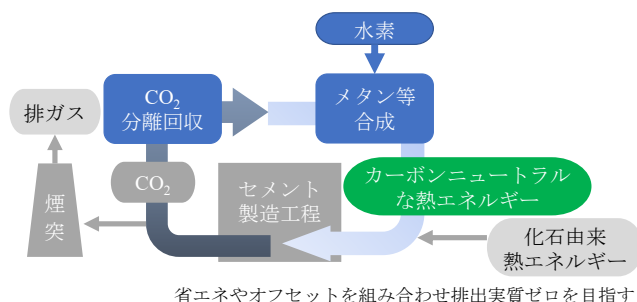 水素
CO₂
分離回収
メタン等
合成
排ガス
CO₂
セメント
製造工程
カーボンニュートラル
な熱エネルギー
煙
突
化石由来
熱エネルギー
省エネやオフセットを組み合わせ排出実質ゼロを目指す